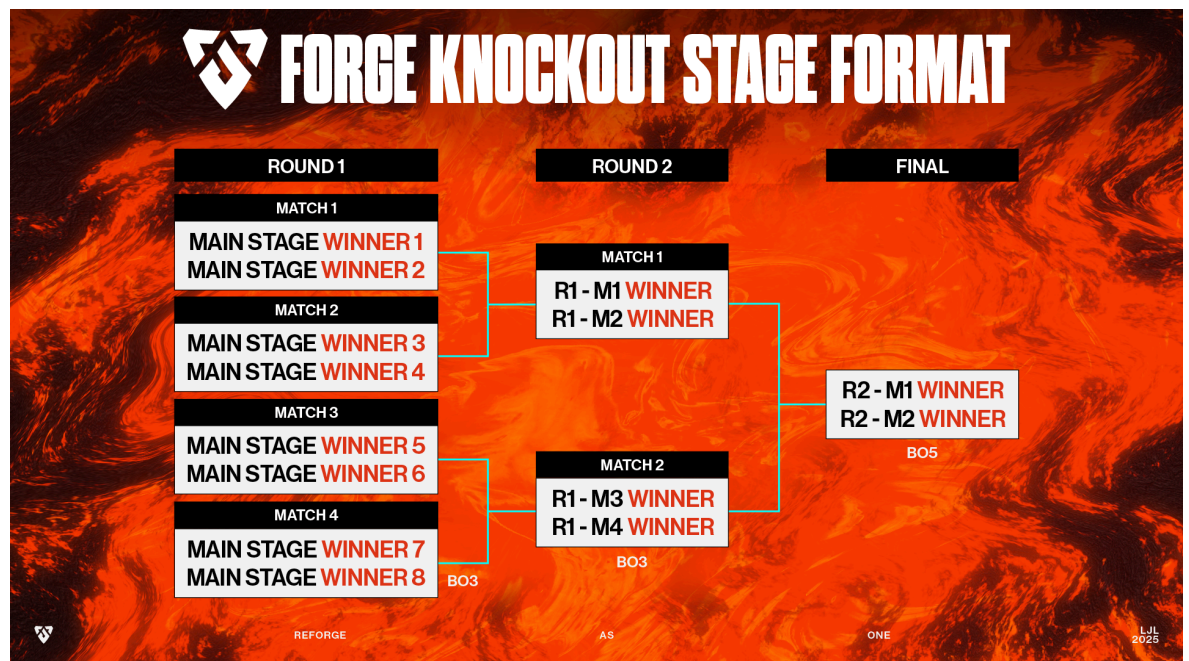 FORGE KNOCKOUT STAGE FORMAT
ROUND 1
MATCH 1
MAIN STAGE WINNER 1
MAIN STAGE WINNER 2
MATCH 2
MAIN STAGE WINNER 3
MAIN STAGE WINNER 4
MATCH 3
MAIN STAGE WINNER 5
MAIN STAGE WINNER 6
MATCH 4
MAIN STAGE WINNER 7
MAIN STAGE WINNER 8
BO3
ROUND 2
MATCH 1
R1 - M1 WINNER
R1 - M2 WINNER
MATCH 2
R1 - M3 WINNER
R1 - M4 WINNER
BO3
FINAL
R2 - M1 WINNER
R2 - M2 WINNER
BO5
REFORGE
AS
ONE
LJL
2025